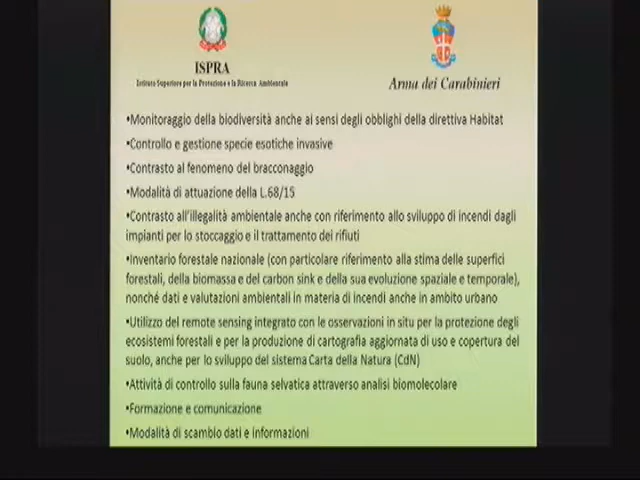 ISPRA
Istituto Superiore per la Protezione e la Ricerca Ambientale
Arma dei Carabinieri
•Monitoraggio della biodiversità anche ai sensi degli obblighi della direttiva Habitat
•Controllo e gestione specie esotiche invasive
•Contrasto al fenomeno del bracconaggio
•Modalità di attuazione della L.68/15
•Contrasto all'illegalità ambientale anche con riferimento allo sviluppo di incendi dagli
impianti per lo stoccaggio e il trattamento dei rifiuti
•Inventario forestale nazionale (con particolare riferimento alla stima delle superfici
forestali, della biomassa e del carbon sink e della sua evoluzione spaziale e temporale),
nonché dati e valutazioni ambientali in materia di incendi anche in ambito urbano
•Utilizzo del remote sensing integrato con le osservazioni in situ per la protezione degli
ecosistemi forestali e per la produzione di cartografia aggiornata di uso e copertura del
suolo, anche per lo sviluppo del sistema Carta della Natura (CdN)
•Attività di controllo sulla fauna selvatica attraverso analisi biomolecolare
•Formazione e comunicazione
•Modalità di scambio dati e informazioni